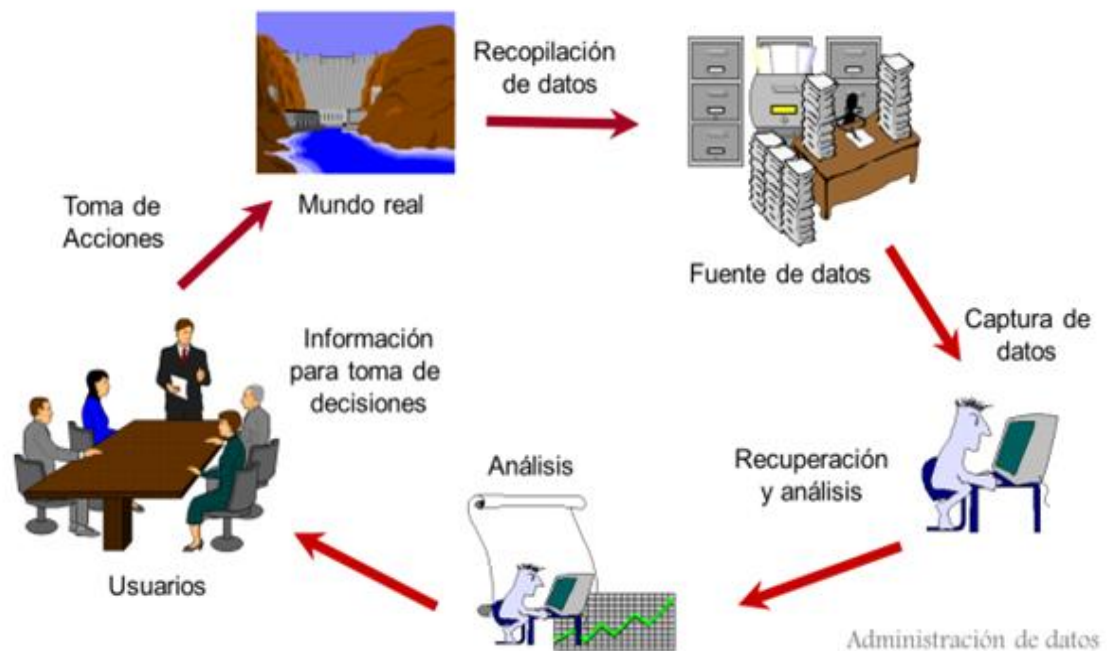 Recopilación
de datos
Mundo real
Fuente de datos
Captura de
datos
Recuperación
y análisis
Análisis
Información
para toma de
decisiones
Usuarios
Toma de
Acciones
Administración de datos